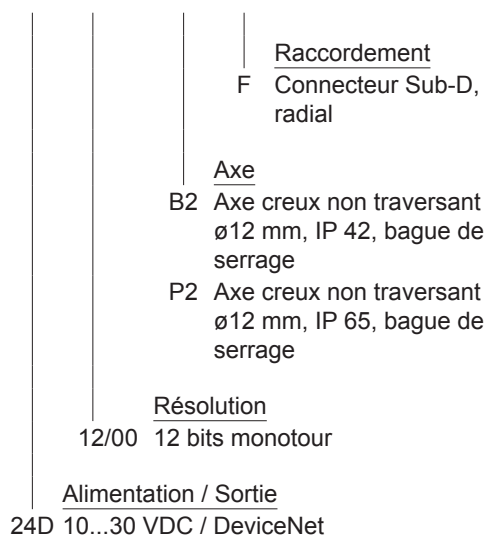 Raccordement
F Connecteur Sub-D,
radial
Axe
B2 Axe creux non traversant
ø12 mm, IP 42, bague de
serrage
P2 Axe creux non traversant
ø12 mm, IP 65, bague de
serrage
Résolution
12/00 12 bits monotour
Alimentation / Sortie
24D 10...30 VDC / DeviceNet